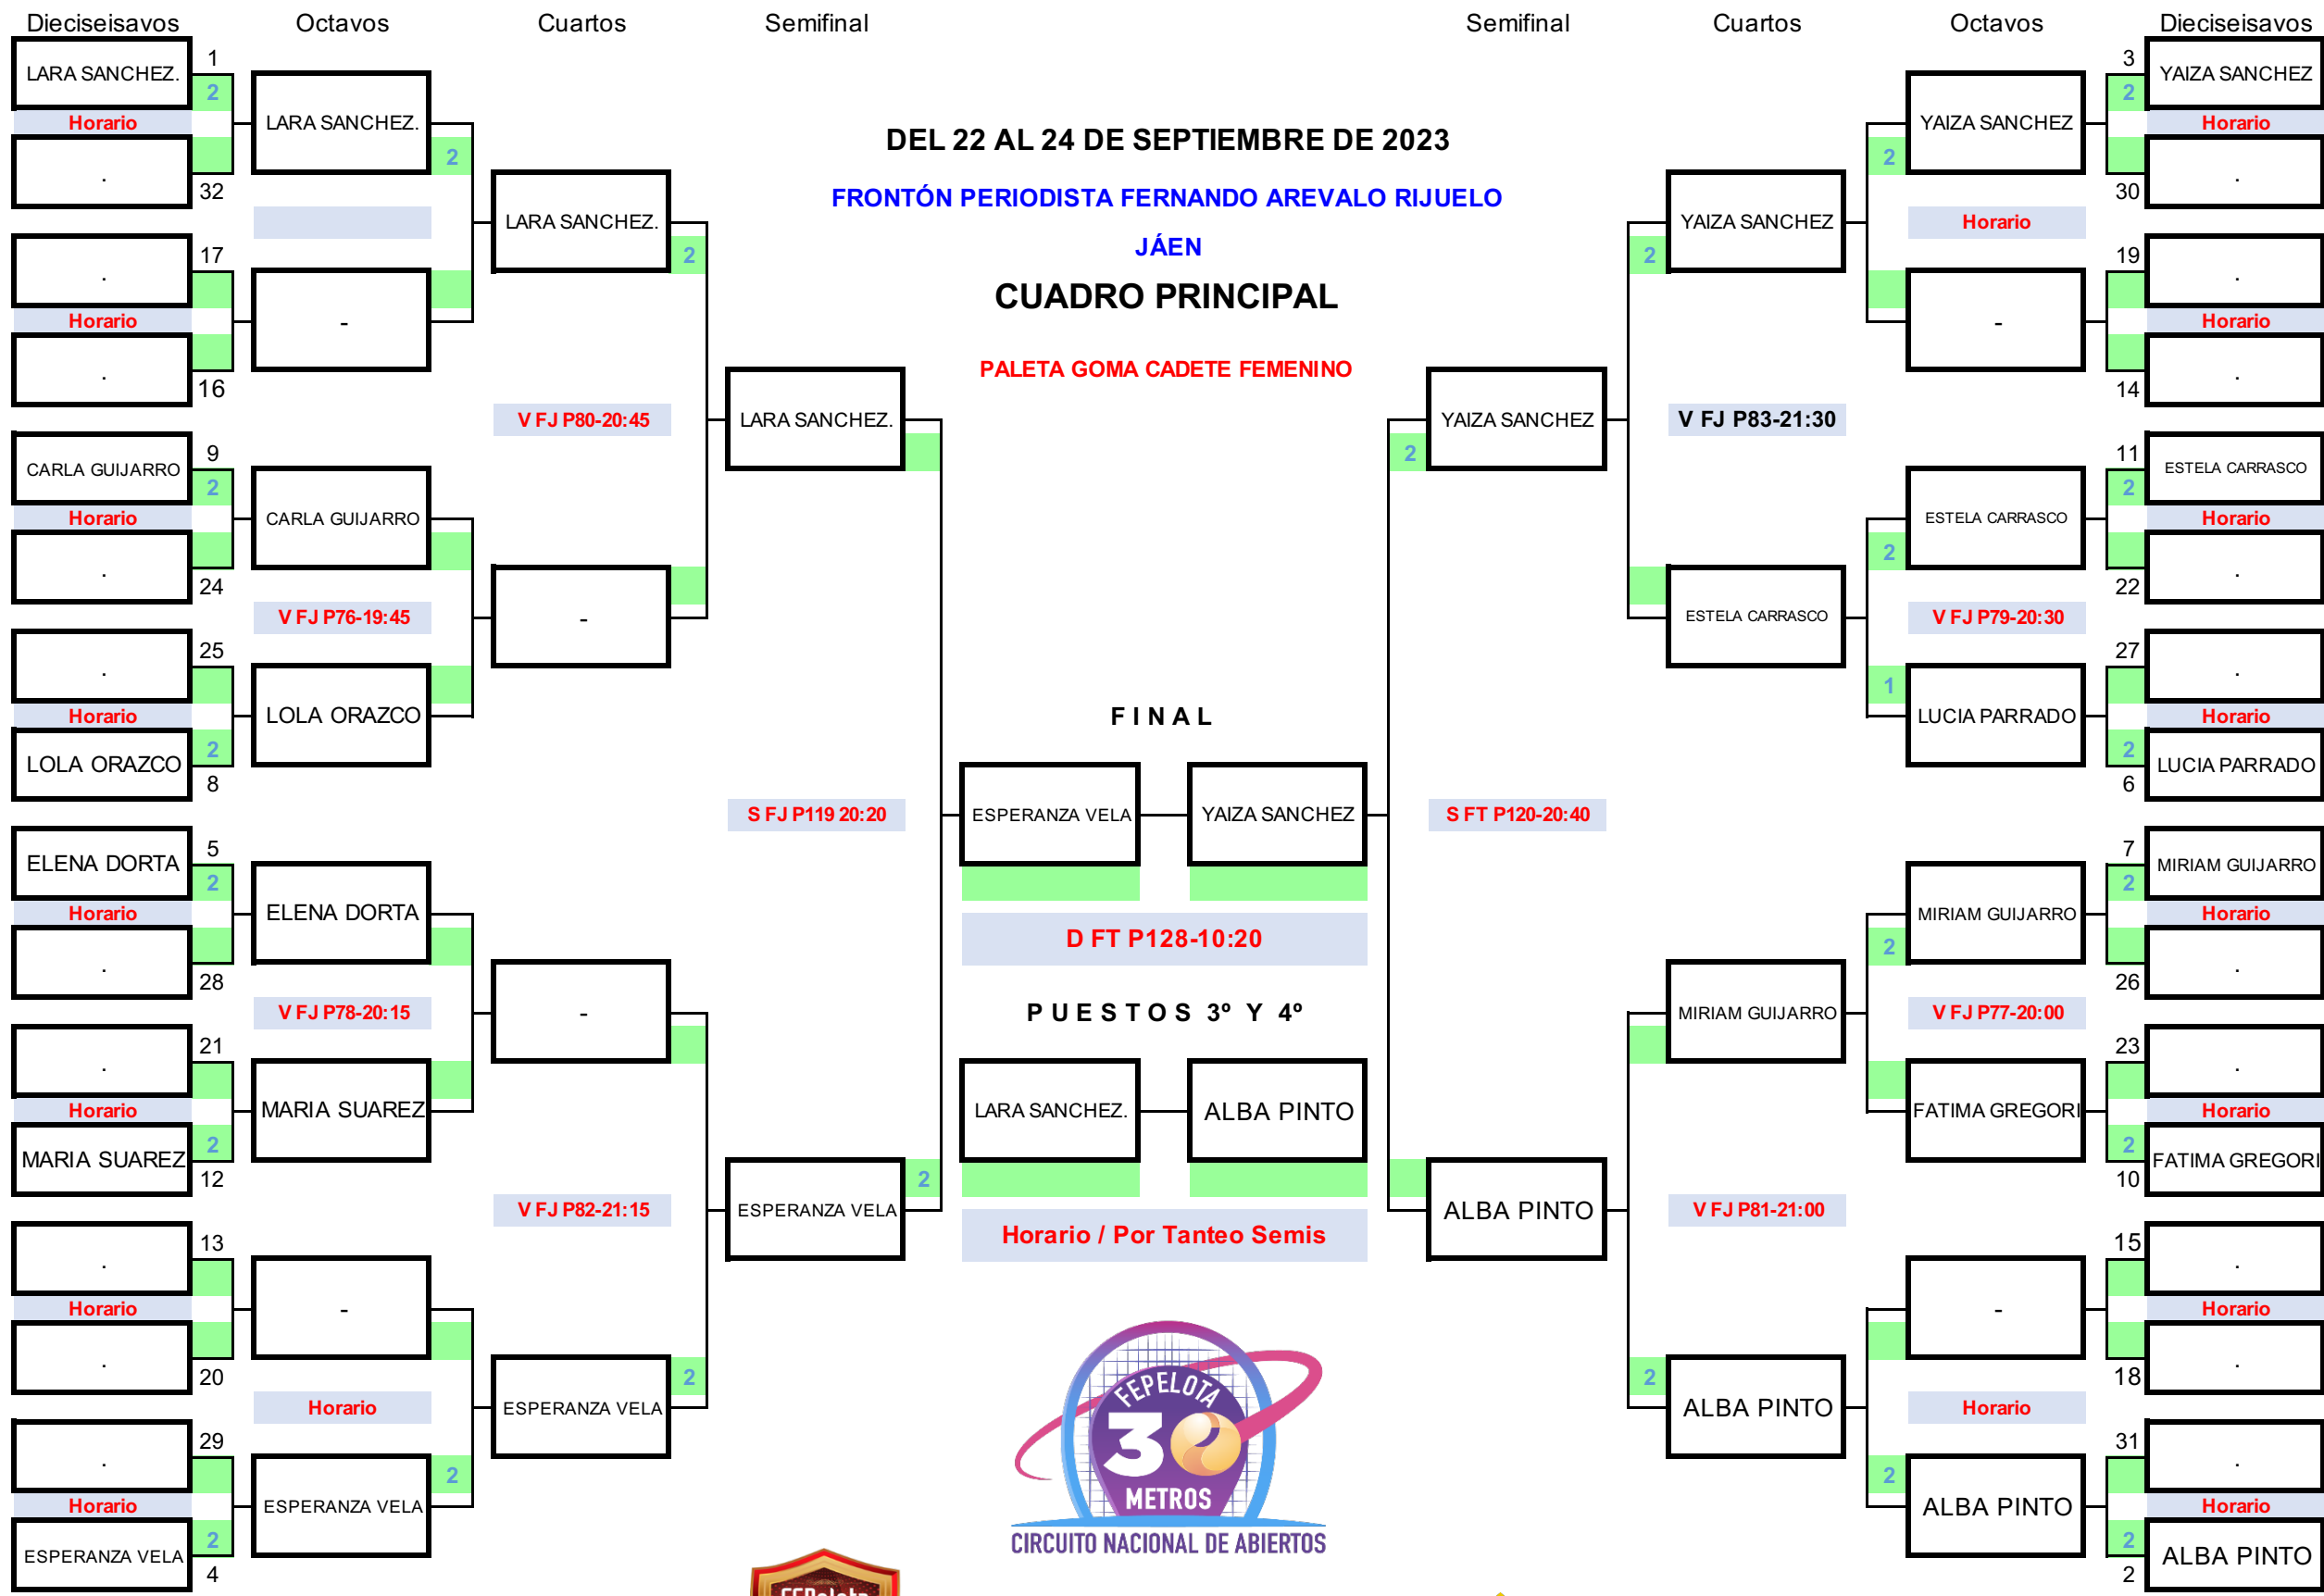 Dieciseisavos Octavos Cuartos Semifinal Semifinal Cuartos Octavos Dieciseisavos
LARA SANCHEZ. 1
2
Horario
.
32
. 17
Horario
.
16
CARLA GUIJARRO 9
2
Horario
.
24
. 25
Horario
2
LOLA ORAZCO 8
ELENA DORTA 5
2
Horario
.
28
. 21
Horario
2
MARIA SUAREZ 12
. 13
Horario
.
20
. 29
Horario
2
ESPERANZA VELA 4
LARA SANCHEZ.
2
-
CARLA GUIJARRO
V FJ P76-19:45
LOLA ORAZCO
ELENA DORTA
V FJ P78-20:15
MARIA SUAREZ
-
Horario
2
ESPERANZA VELA
LARA SANCHEZ.
2
V FJ P80-20:45
-
-
V FJ P82-21:15
2
ESPERANZA VELA
LARA SANCHEZ.
S FJ P119 20:20
2
ESPERANZA VELA
DEL 22 AL 24 DE SEPTIEMBRE DE 2023
FRONTÓN PERIODISTA FERNANDO AREVALO RIJUELO
JÁEN
CUADRO PRINCIPAL
PALETA GOMA CADETE FEMENINO
F I N A L
ESPERANZA VELA YAIZA SANCHEZ
D FT P128-10:20
P U E S T O S 3º Y 4º
LARA SANCHEZ. ALBA PINTO
Horario / Por Tanteo Semis
FEPELOTA
30
METROS
CIRCUITO NACIONAL DE ABIERTOS
YAIZA SANCHEZ
2
S FT P120-20:40
ALBA PINTO
YAIZA SANCHEZ
2
V FJ P83-21:30
ESTELA CARRASCO
MIRIAM GUIJARRO
V FJ P81-21:00
2
ALBA PINTO
YAIZA SANCHEZ
2
Horario
-
ESTELA CARRASCO
2
V FJ P79-20:30
1
LUCIA PARRADO
MIRIAM GUIJARRO
2
V FJ P77-20:00
FATIMA GREGORI
-
Horario
2
ALBA PINTO
3 YAIZA SANCHEZ
2
Horario
.
30
19 .
Horario
.
14
11 ESTELA CARRASCO
2
Horario
.
22
27 .
Horario
2
6 LUCIA PARRADO
7 MIRIAM GUIJARRO
2
Horario
.
26
23 .
Horario
2
10 FATIMA GREGORI
15 .
Horario
.
18
31 .
Horario
2
2 ALBA PINTO